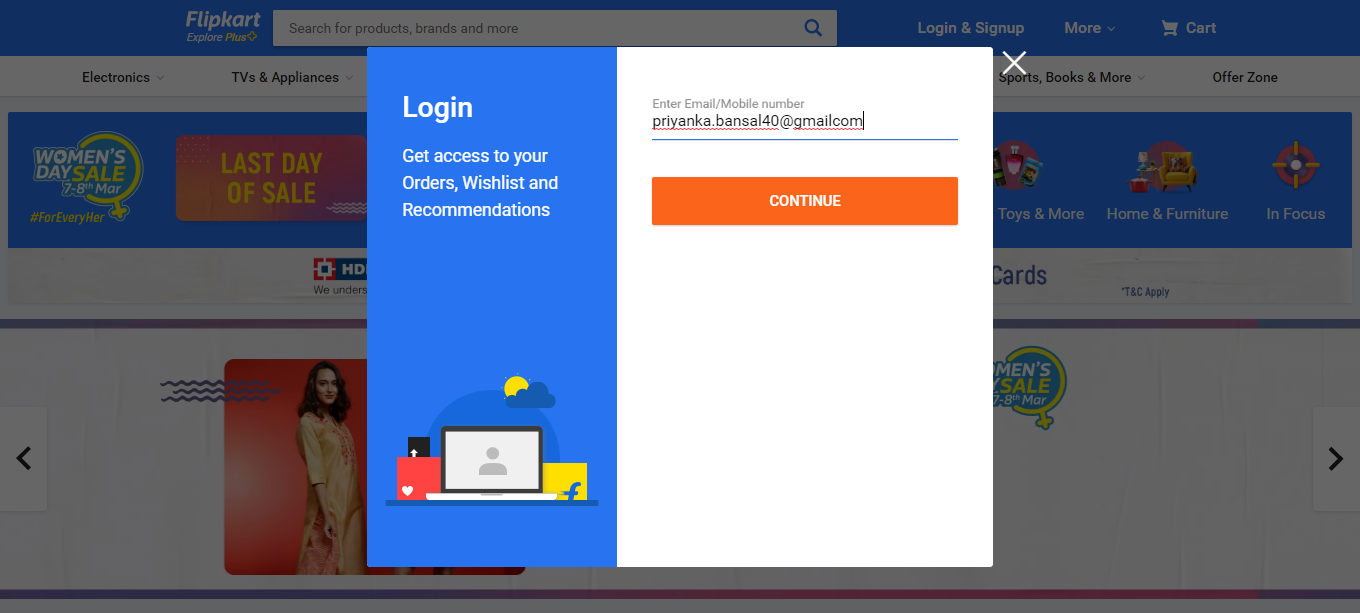 Flipkart
Explore Plus
Search for products, brands and more
Login & Signup
More
Cart
Electronics
TVs & Appliances
Sports, Books & More
Offer Zone
WOMEN'S
DAY SALE
7-8th Mar
#ForEveryHer
LAST DAY
OF SALE
Toys & More
Home & Furniture
In Focus
Login
Get access to your
Orders, Wishlist and
Recommendations
Enter Email/Mobile number
priyanka.bansal40@gmailcom
CONTINUE
We unders
Cards
*T&C Apply
SALE
7-8th Mar